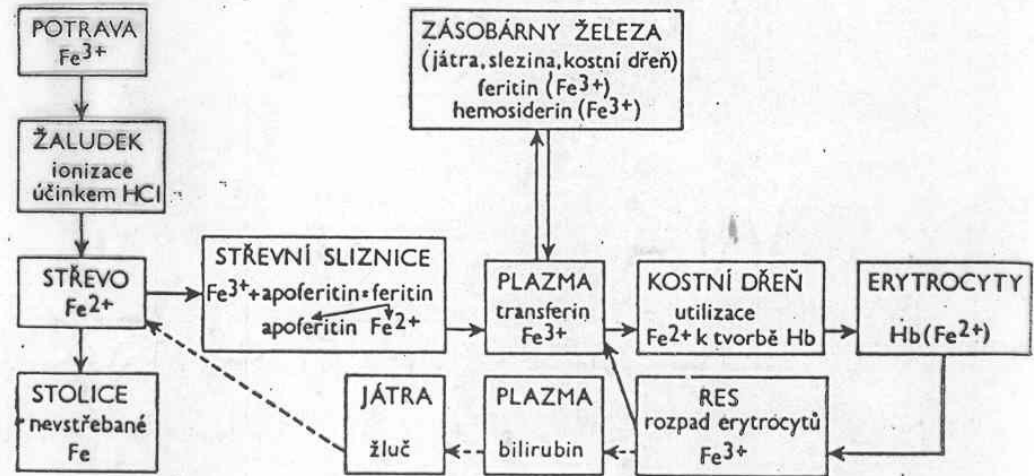 POTRAVA
Fe3+
ŽALUDEK
ionizace
účinkem HCl
STŘEVO
Fe2+
STOLICE
nevstřebané
Fe
STŘEVNÍ SLIZNICE
Fe3+ + apoferitin = feritin
apoferitin Fe2+
ZÁSOBÁRNY ŽELEZA
(játra, slezina, kostní dřeň)
feritin (Fe3+)
hemosiderin (Fe3+)
PLAZMA
transferin
Fe3+
KOSTNÍ DŘEŇ
utilizace
Fe2+ k tvorbě Hb
ERYTROCYTY
Hb(Fe2+)
JÁTRA
žluč
PLAZMA
bilirubin
RES
rozpad erytrocytů
Fe3+